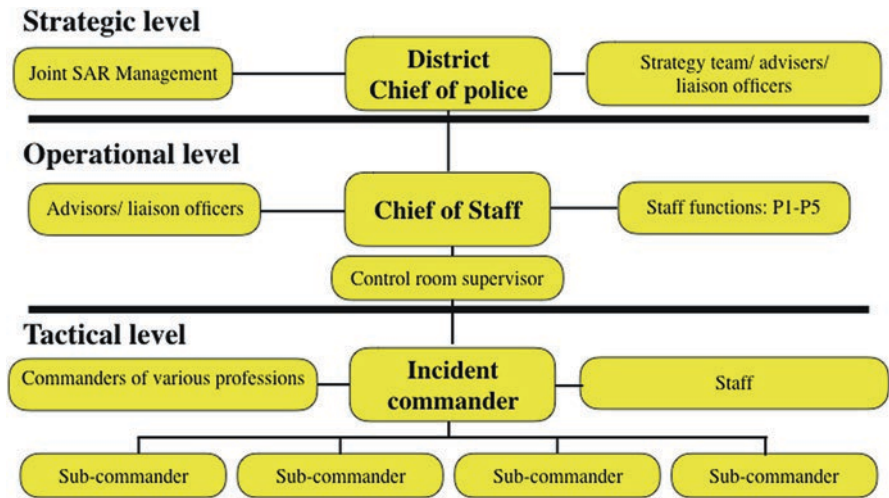 Strategic level
Joint SAR Management
District
Chief of police
Strategy team/ advisers/
liaison officers
Operational level
Advisors/ liaison officers
Chief of Staff
Staff functions: P1-P5
Control room supervisor
Tactical level
Commanders of various professions
Incident
commander
Staff
Sub-commander
Sub-commander
Sub-commander
Sub-commander